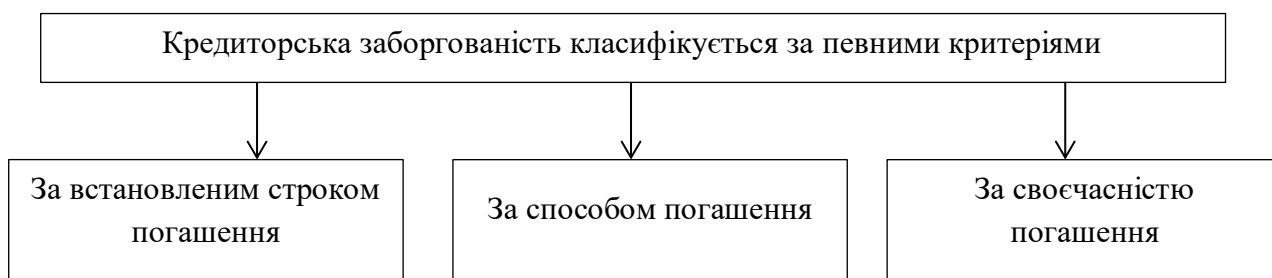 Кредиторська заборгованість класифікується за певними критеріями
За встановленим строком
погашення
За способом погашення
За своєчасністю
погашення